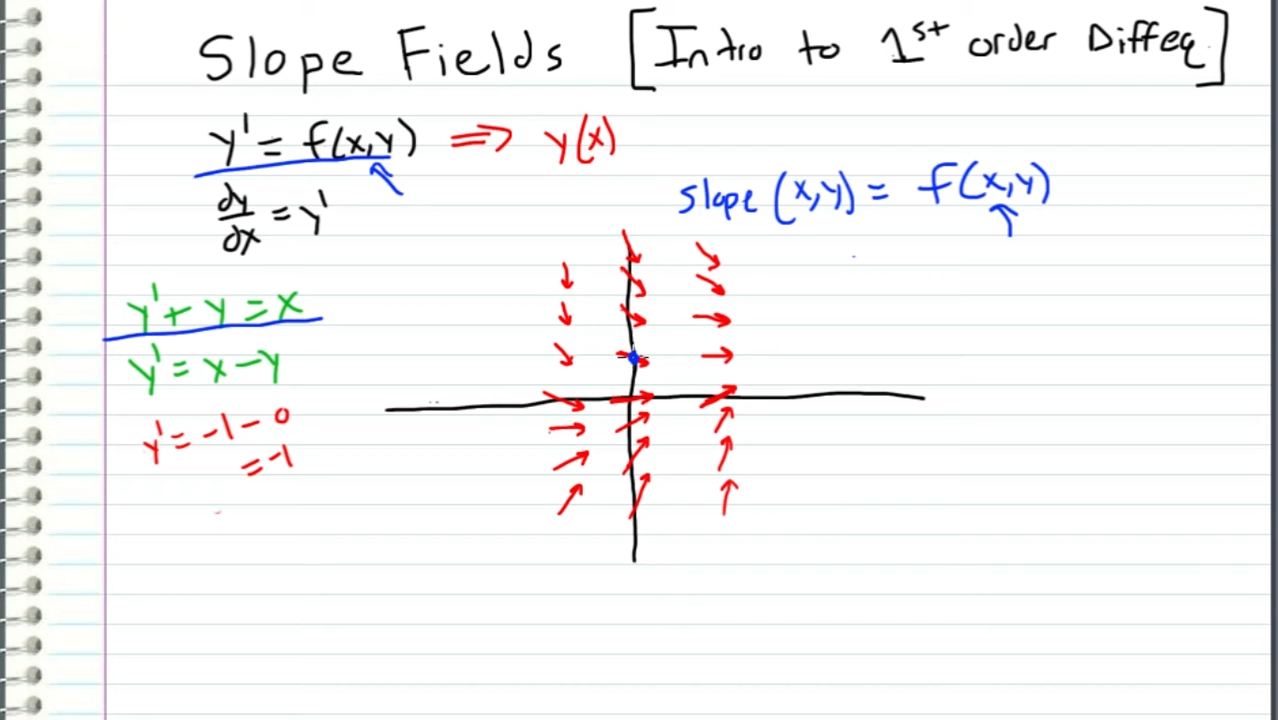 Slope Fields [Intro to 1st order Diffeq.]
y' = f(x,y) ⟹ y(x)
slope (x,y) = f(x,y)
dy/dx = y'
y' + y = x
y' = x - y
y' = -1 - 0
= -1